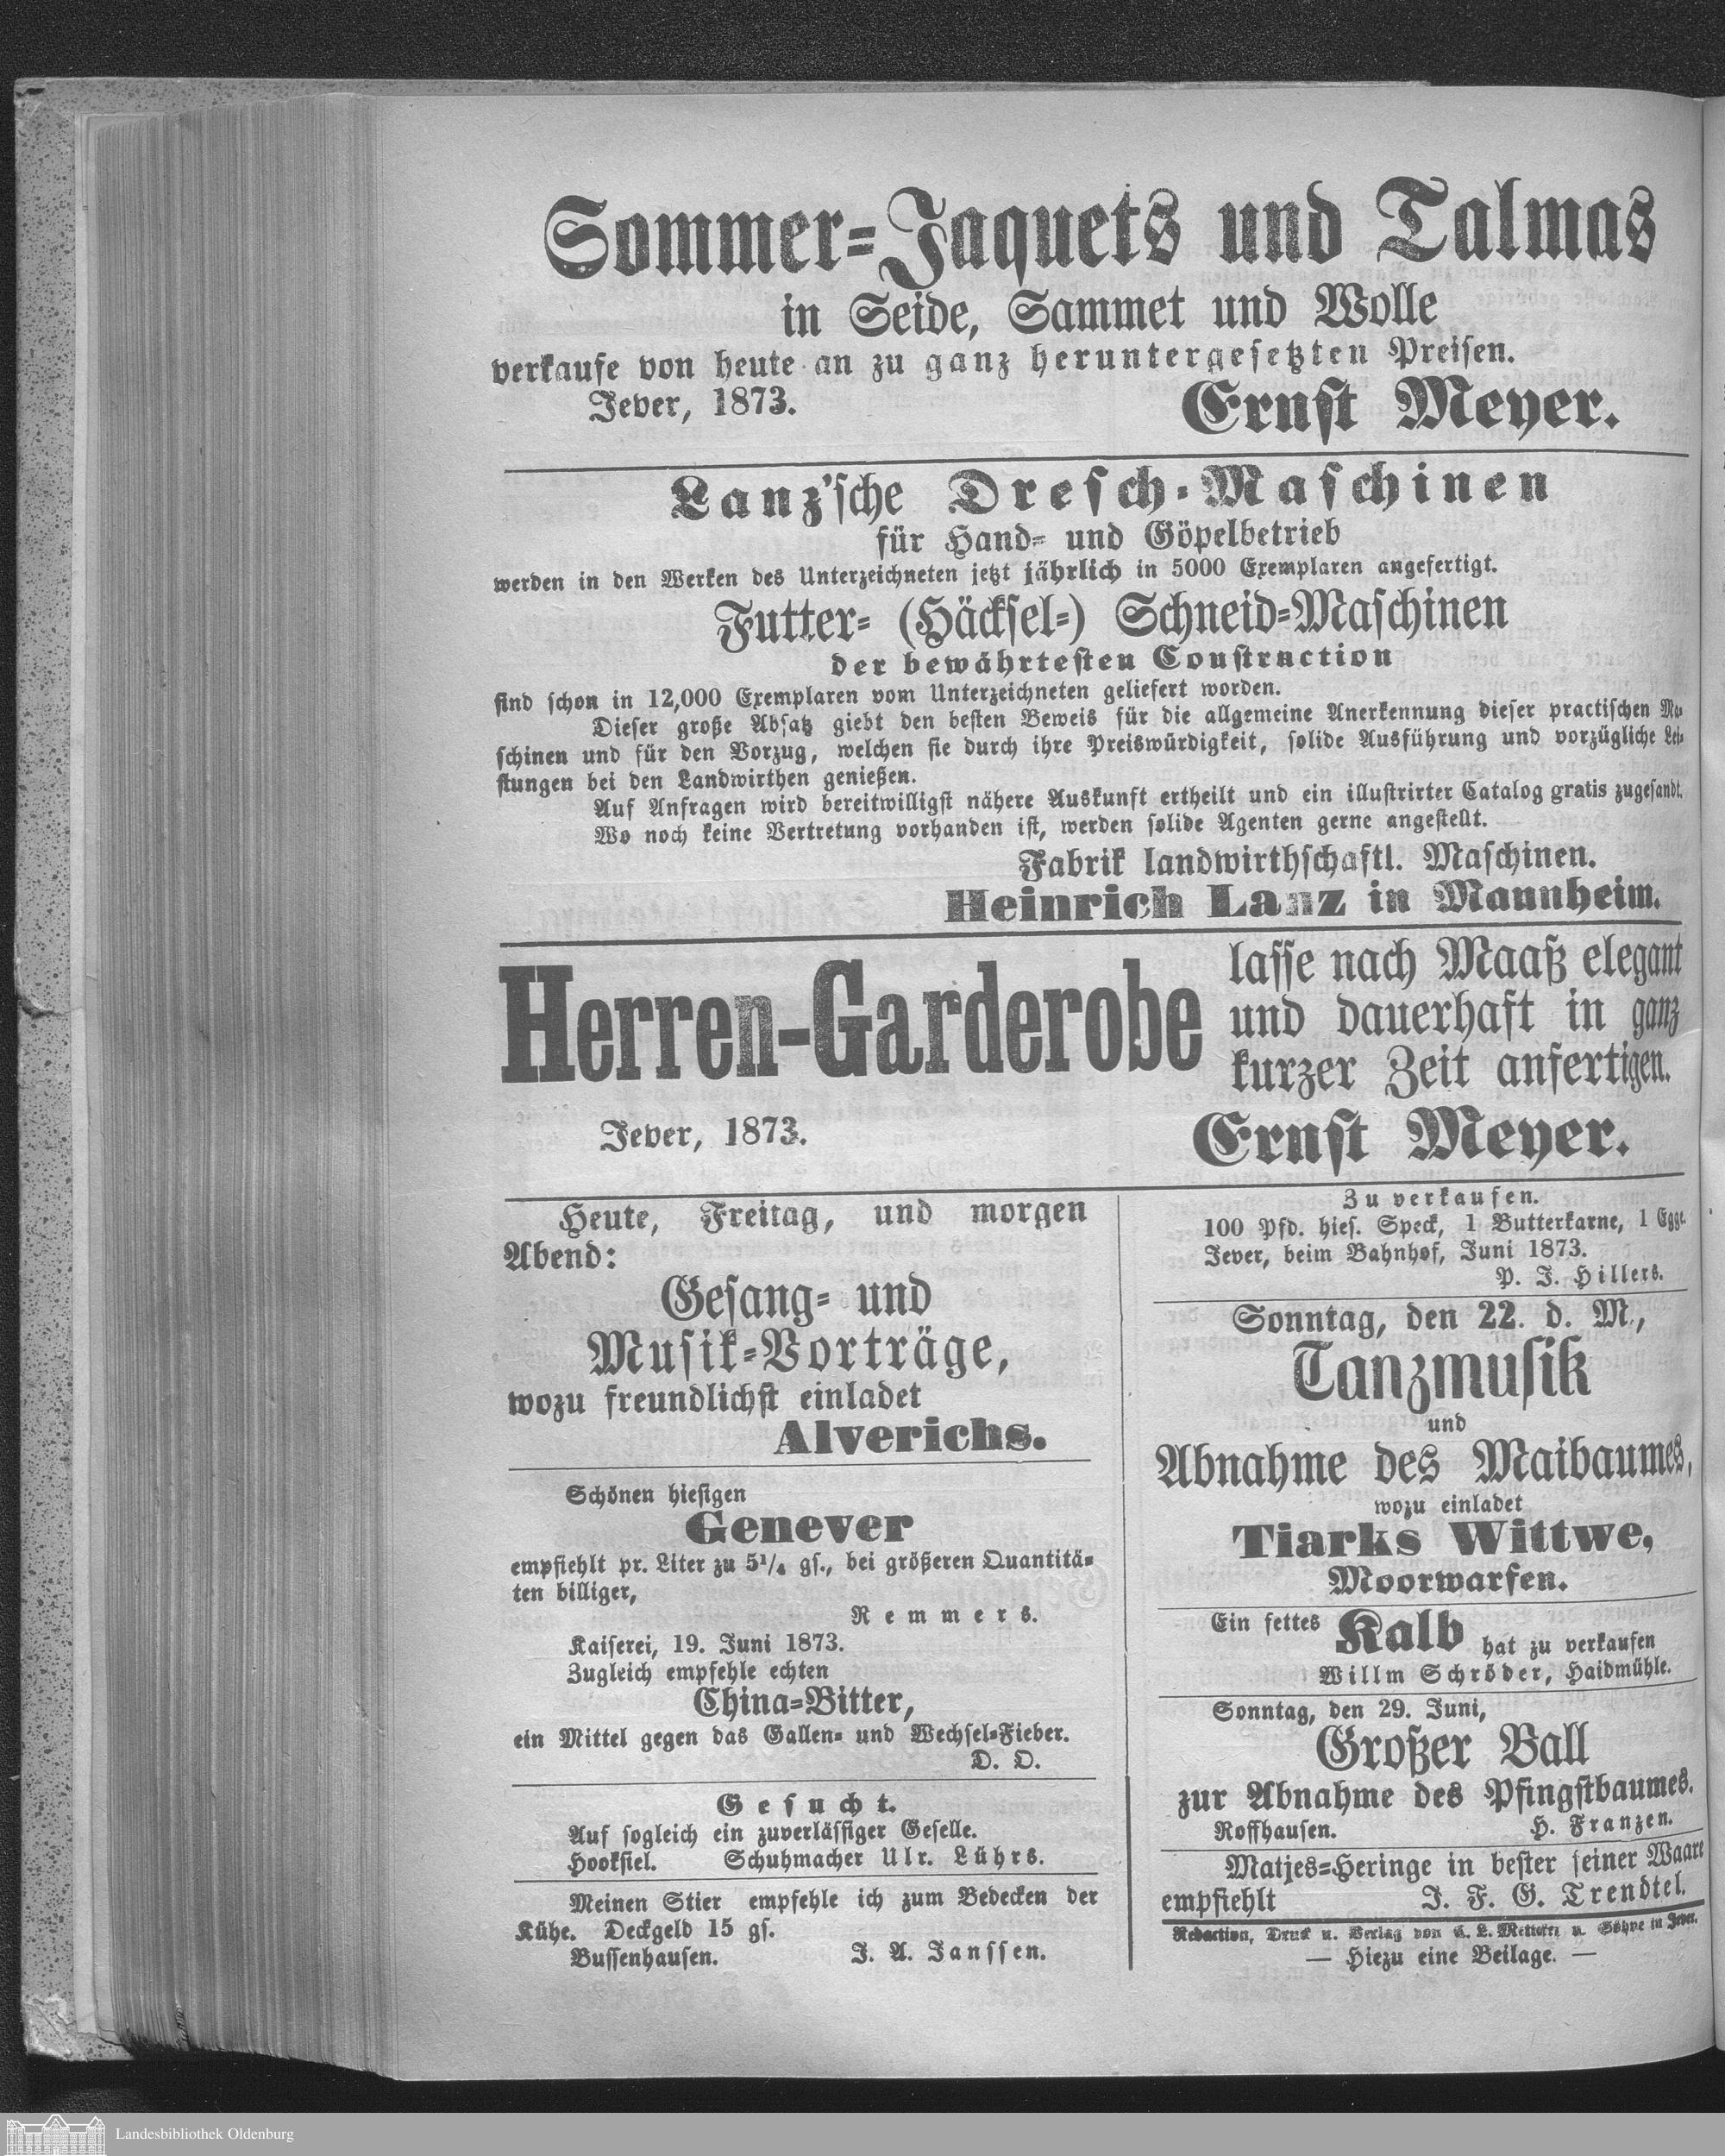 Sommer-Jaquets und Talmas
in Seide, Sammet und Wolle
verkaufe von heute an zu ganz heruntergesetzten Preisen.
Jever, 1873.
Ernst Meyer.
Lanz'sche Dresch-Maschinen
für Hand- und Göpelbetrieb
werden in den Werken des Unterzeichneten jetzt jährlich in 5000 Exemplaren angefertigt.
Futter- (Häcksel-) Schneid-Maschinen
der bewährtesten Construction
sind schon in 12,000 Exemplaren vom Unterzeichneten geliefert worden.
Dieser große Absatz giebt den besten Beweis für die allgemeine Anerkennung dieser practischen Ma-
schinen und für den Vorzug, welchen sie durch ihre Preiswürdigkeit, solide Ausführung und vorzügliche Lei-
stungen bei den Landwirthen genießen.
Auf Anfragen wird bereitwilligst nähere Auskunft ertheilt und ein illustrirter Catalog gratis zugesandt.
Wo noch keine Vertretung vorhanden ist, werden solide Agenten gerne angestellt.
Fabrik landwirthschaftl. Maschinen.
Heinrich Lanz in Mannheim.
Herren-Garderobe
lasse nach Maaß elegant
und dauerhaft in ganz
kurzer Zeit anfertigen.
Jever, 1873.
Ernst Meyer.
Heute, Freitag, und morgen
Abend:
Gesang- und
Musik-Vorträge,
wozu freundlichst einladet
Alverichs.
Schönen hiesigen
Genever
empfiehlt pr. Liter zu 5¹/₄ gs., bei größeren Quantitä-
ten billiger,
Remmers.
Kaiserei, 19. Juni 1873.
Zugleich empfehle echten
China-Bitter,
ein Mittel gegen das Gallen- und Wechsel-Fieber.
D. O.
Gesucht.
Auf sogleich ein zuverlässiger Geselle.
Hooksiel. Schuhmacher Ulr. Lührs.
Meinen Stier empfehle ich zum Bedecken der
Kühe. Deckgeld 15 gs.
Bussenhausen. J. A. Janssen.
Zu verkaufen.
100 Pfd. hies. Speck, 1 Butterkarne, 1 Egge.
Jever, beim Bahnhof, Juni 1873.
P. J. Hillers.
Sonntag, den 22. d. M.,
Tanzmusik
und
Abnahme des Maibaumes,
wozu einladet
Tiarks Wittwe,
Moorwarfen.
Ein fettes Kalb hat zu verkaufen
Willm Schröder, Haidmühle.
Sonntag, den 29. Juni,
Großer Ball
zur Abnahme des Pfingstbaumes.
Roffhausen. H. Franzen.
Matjes-Heringe in bester feiner Waare
empfiehlt J. F. G. Trendtel.
Redaction, Druck u. Verlag von C. L. Mettcker u. Söhne in Jever.
— Hiezu eine Beilage. —
Landesbibliothek Oldenburg